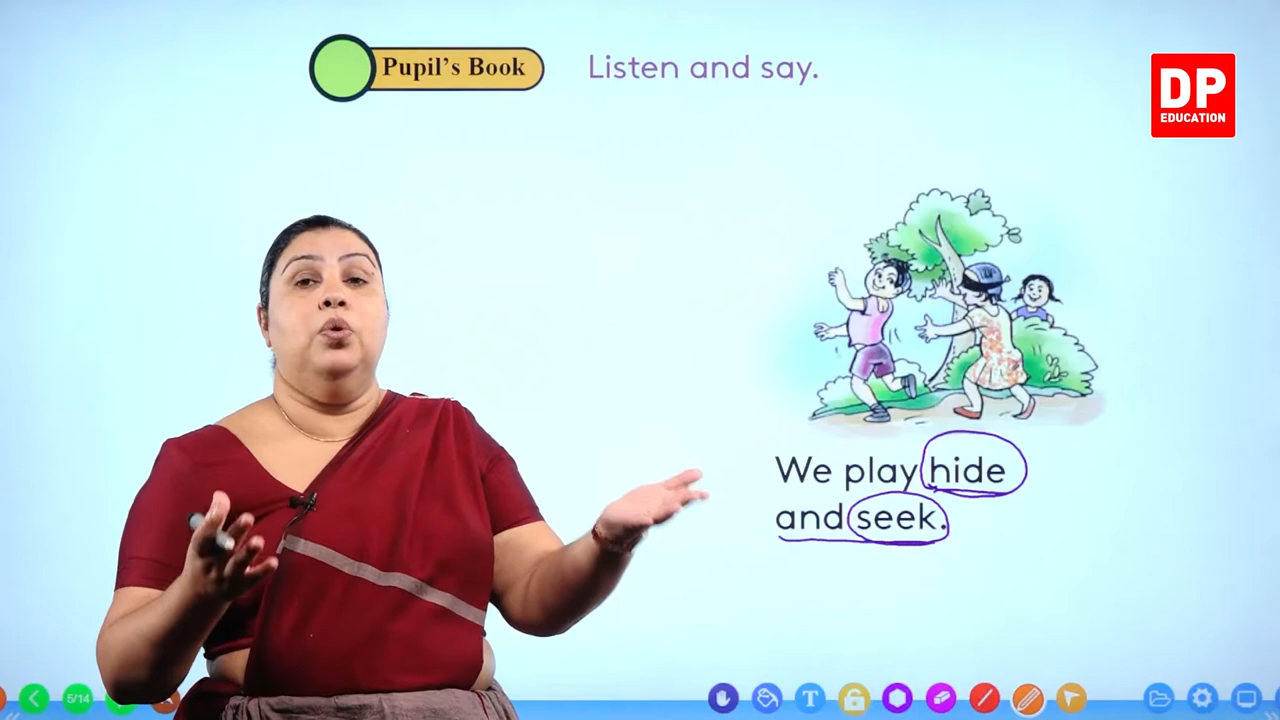 Pupil's Book
Listen and say.
DP
EDUCATION
We play hide
and seek.
5/14
T